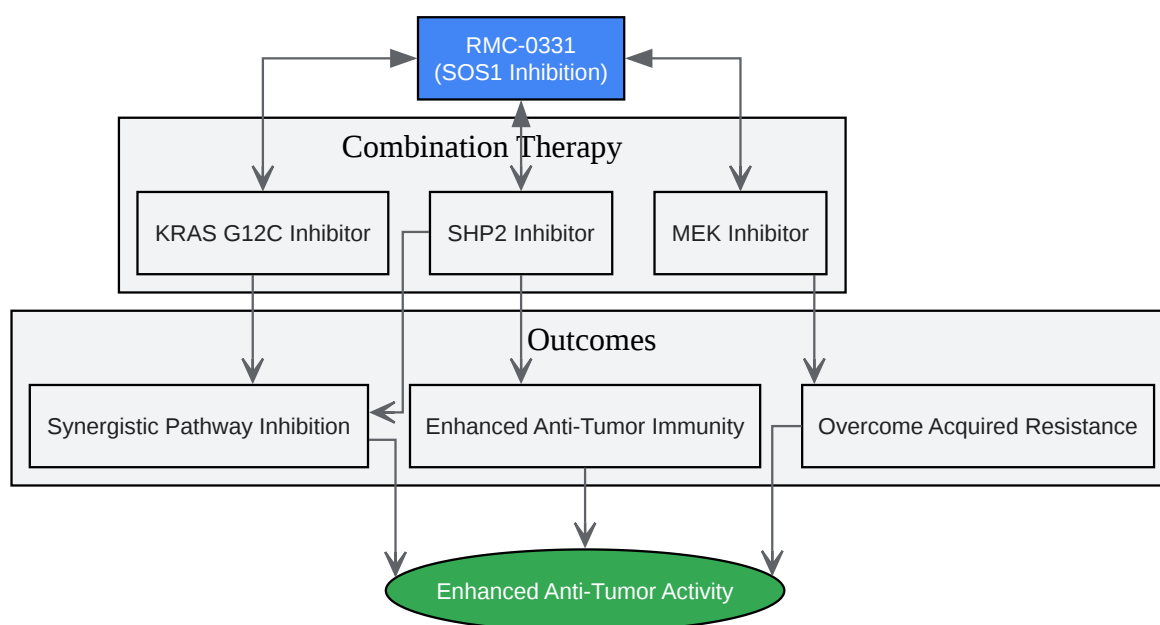 RMC-0331
(SOS1 Inhibition)
Combination Therapy
KRAS G12C Inhibitor
SHP2 Inhibitor
MEK Inhibitor
Outcomes
Synergistic Pathway Inhibition
Enhanced Anti-Tumor Immunity
Overcome Acquired Resistance
Enhanced Anti-Tumor Activity